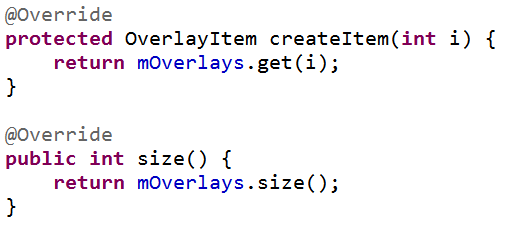 @Override
protected OverlayItem createItem(int i) {
    return mOverlays.get(i);
}

@Override
public int size() {
    return mOverlays.size();
}